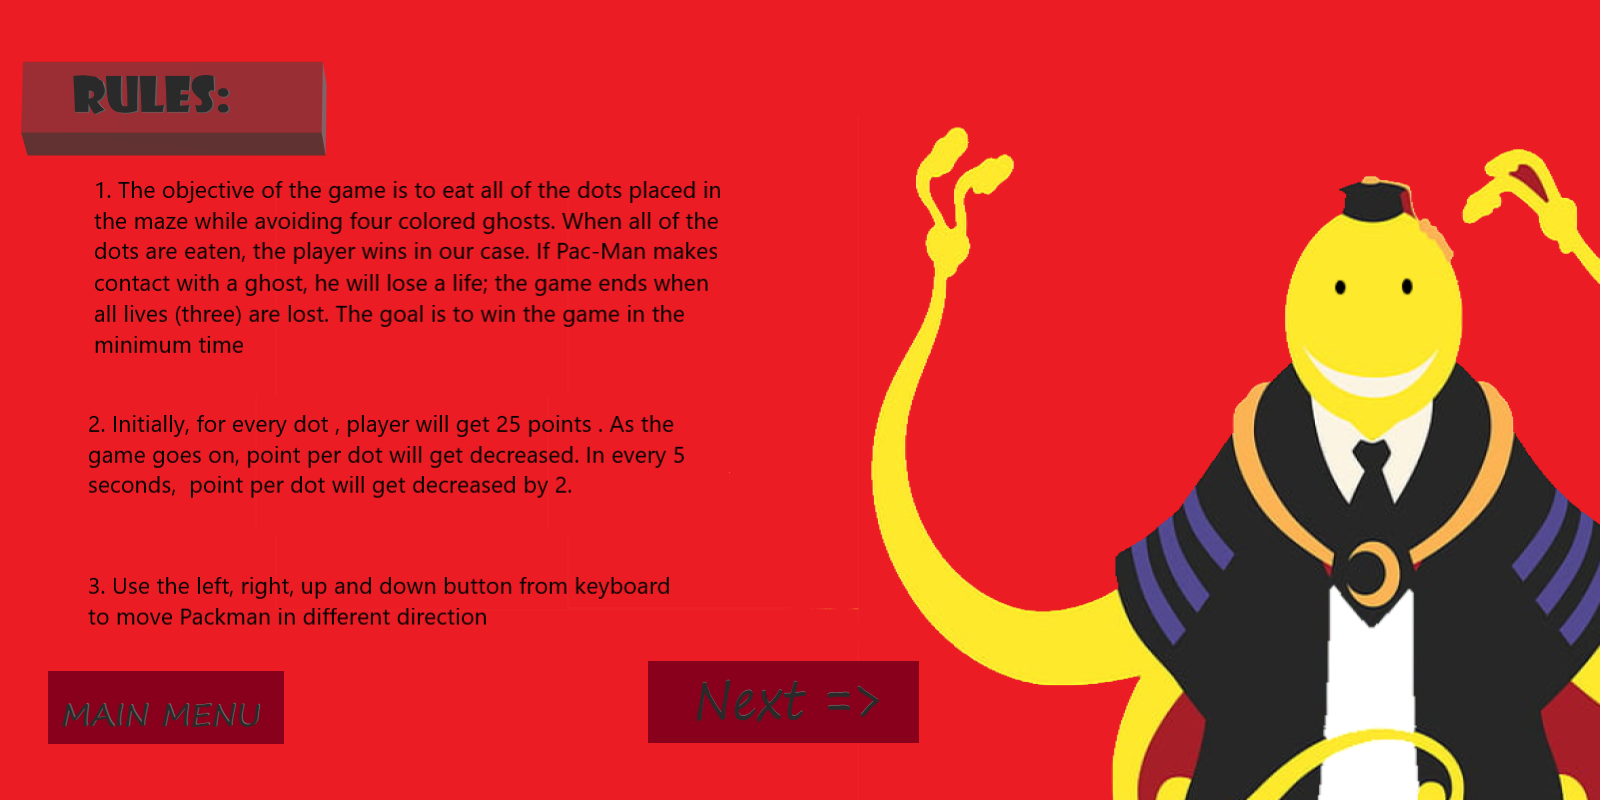 RULES:
1. The objective of the game is to eat all of the dots placed in
the maze while avoiding four colored ghosts. When all of the
dots are eaten, the player wins in our case. If Pac-Man makes
contact with a ghost, he will lose a life; the game ends when
all lives (three) are lost. The goal is to win the game in the
minimum time
2. Initially, for every dot , player will get 25 points . As the
game goes on, point per dot will get decreased. In every 5
seconds,  point per dot will get decreased by 2.
3. Use the left, right, up and down button from keyboard
to move Packman in different direction
MAIN MENU
Next =>